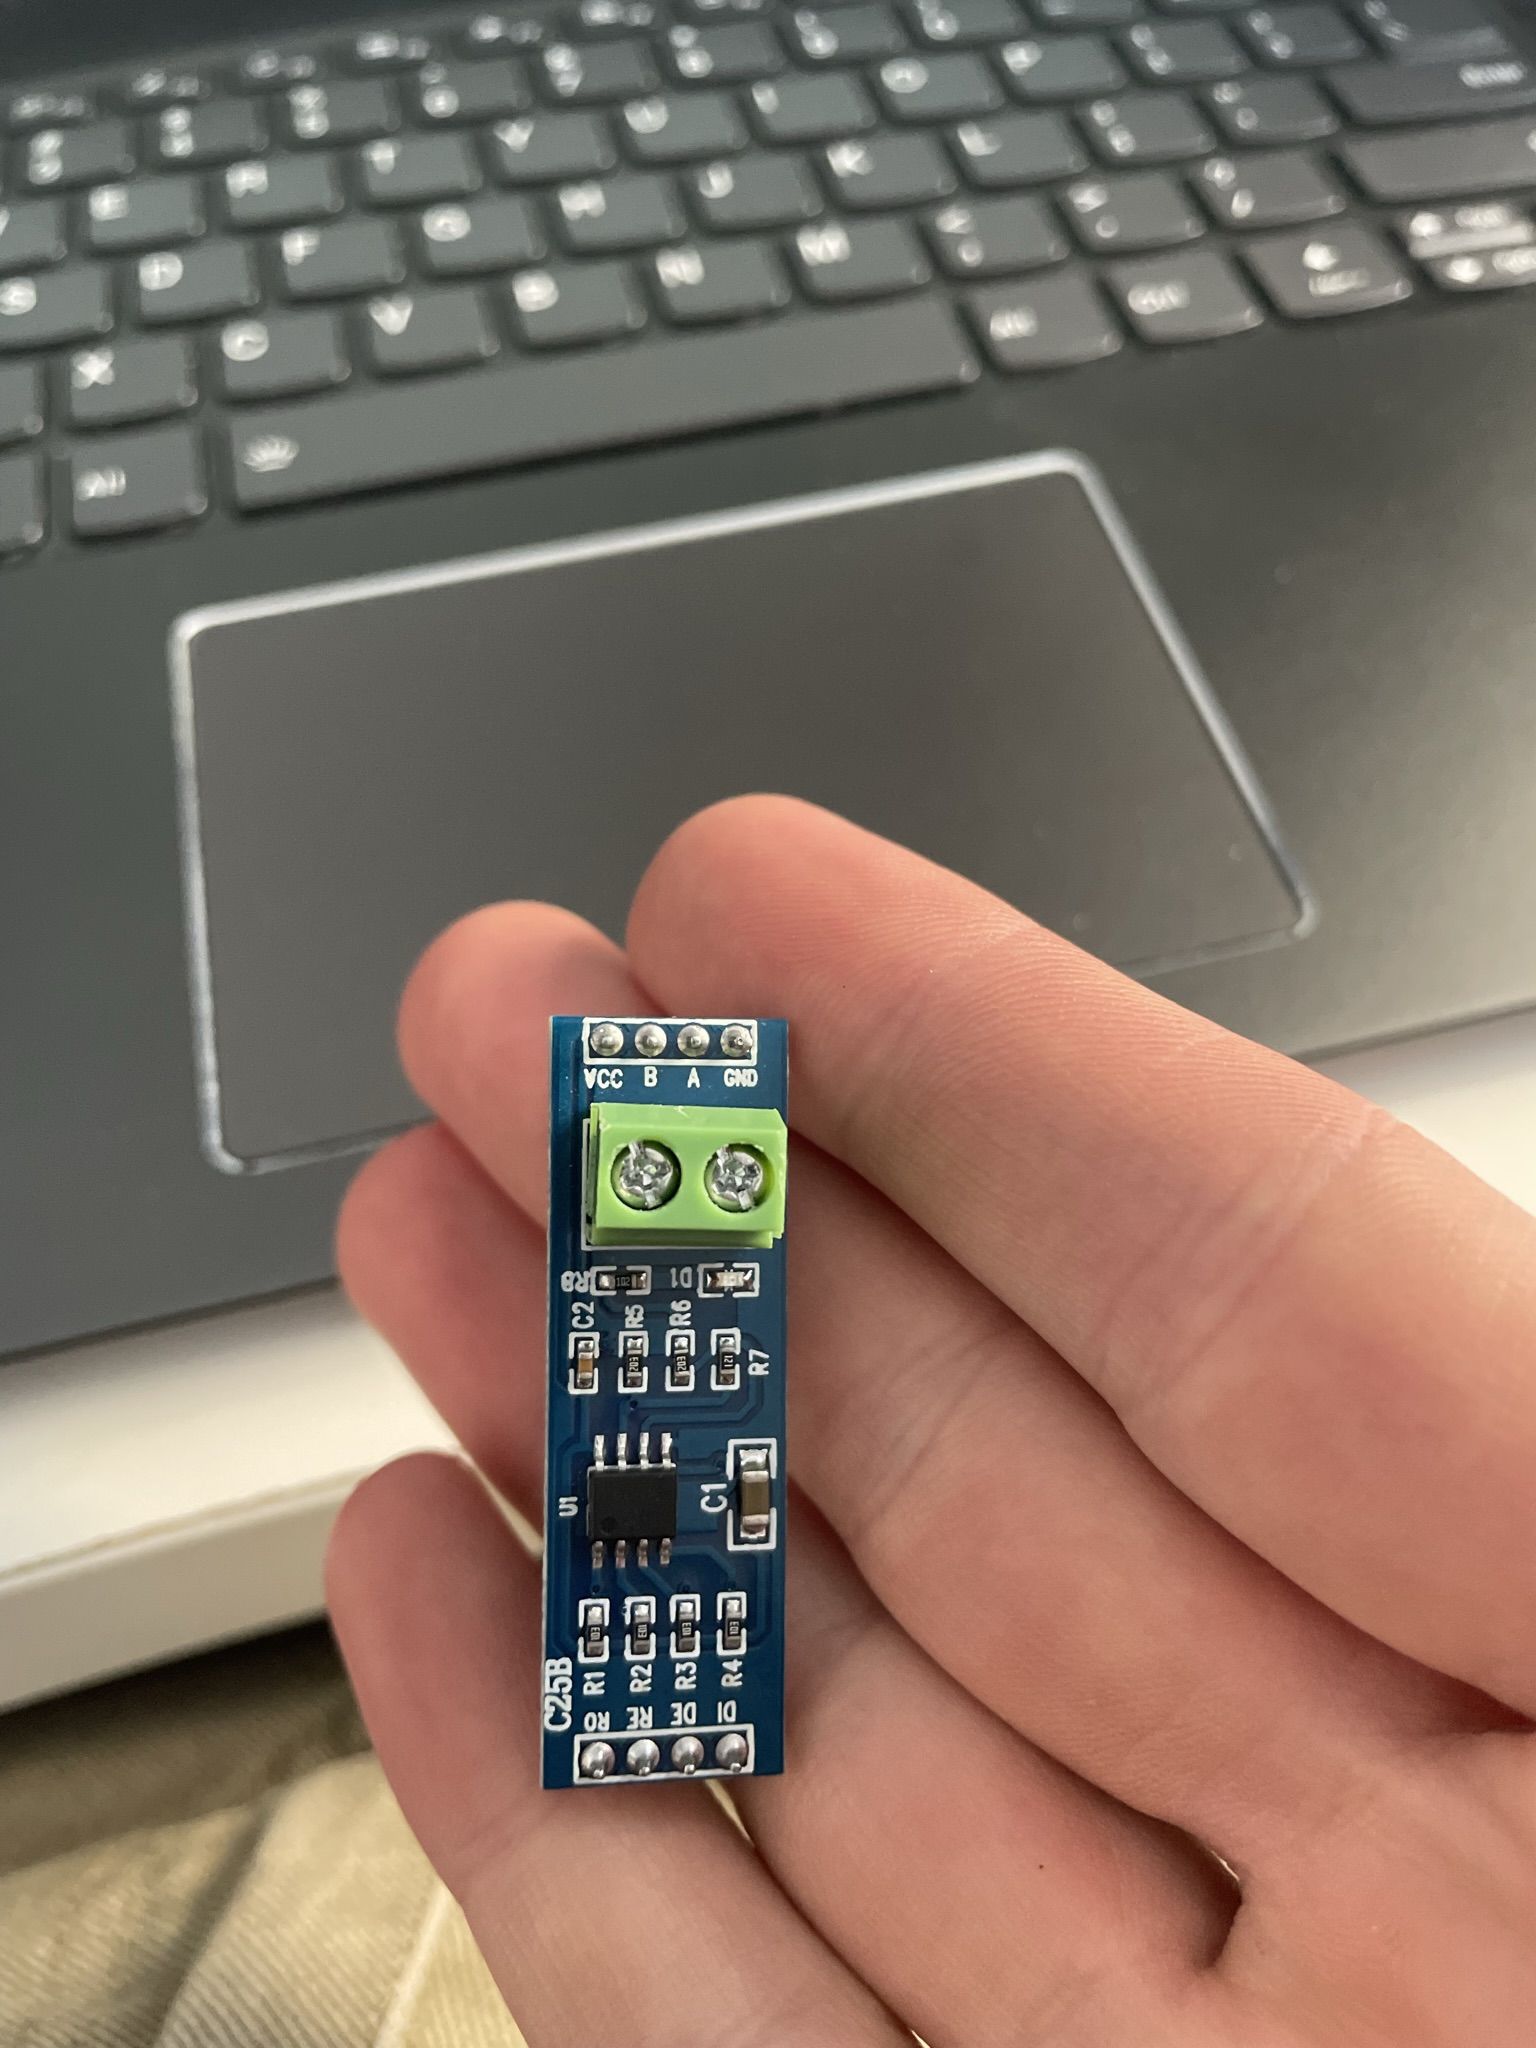 E R T Y U I O P
D F G H J K L
X C V B N M
Alt
VCC B A GND
R8 102 D1
C2 R5 R6
203 203 121 R7
U1 C1
103 103 103 103
R1 R2 R3 R4
C25B
RO RE DE DI